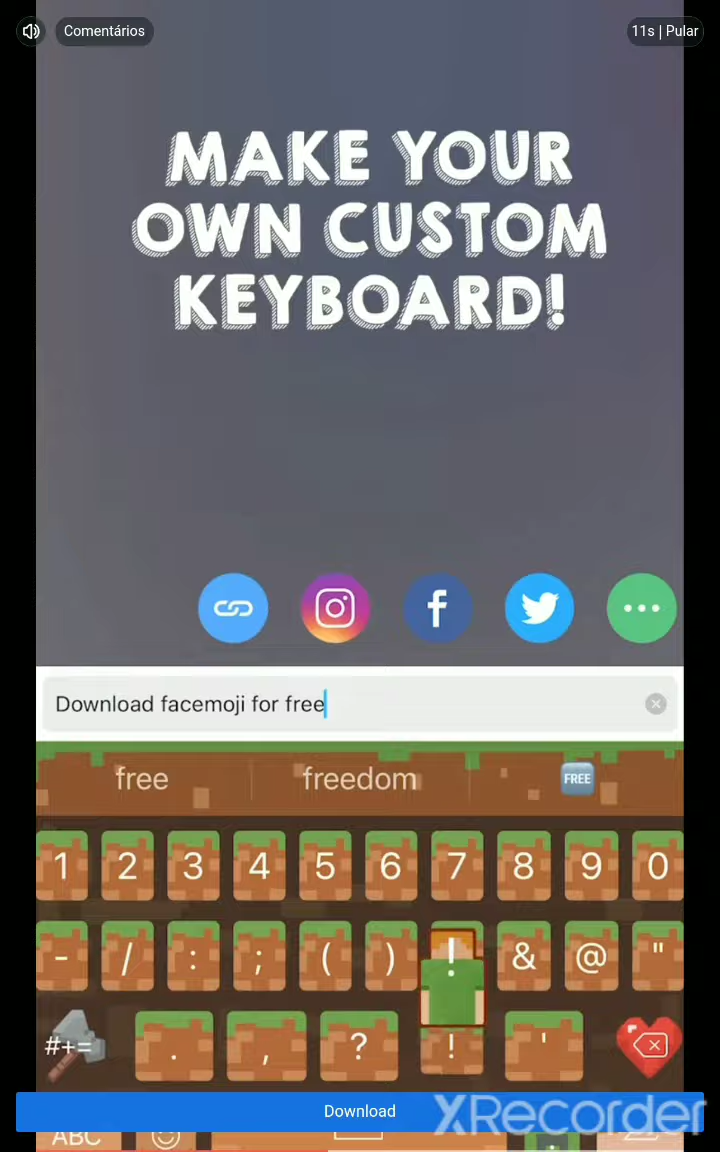 Comentários
11s | Pular
MAKE YOUR
OWN CUSTOM
KEYBOARD!
Download facemoji for free
free freedom FREE
1 2 3 4 5 6 7 8 9 0
- / : ; ( ) ! & @ "
#+= . , ? ! '
Download
XRecorder
ABC